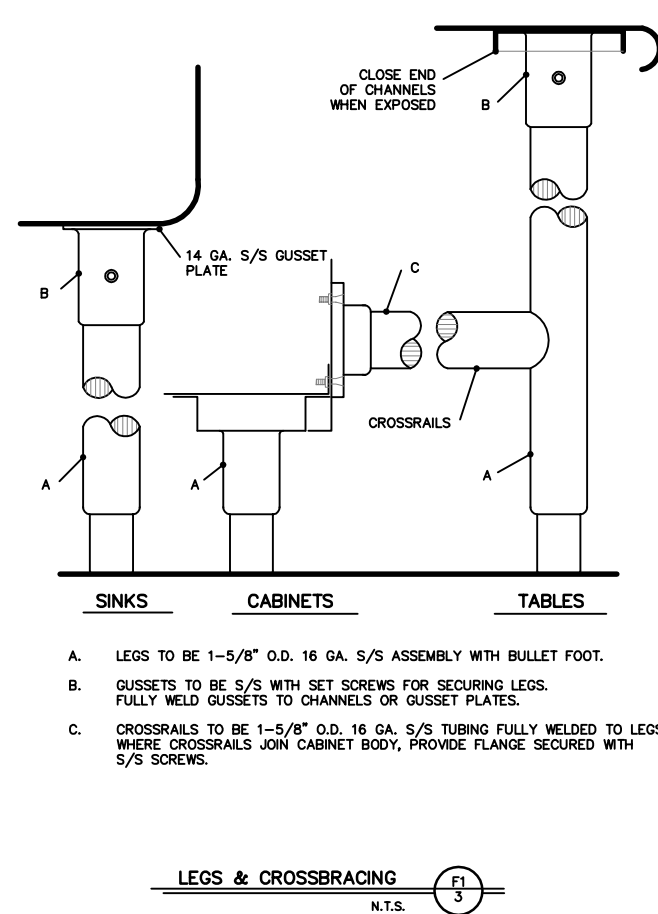 CLOSE END
OF CHANNELS
WHEN EXPOSED
B
14 GA. S/S GUSSET
PLATE
C
B
CROSSRAILS
A
A
A
SINKS
CABINETS
TABLES
A. LEGS TO BE 1-5/8" O.D. 16 GA. S/S ASSEMBLY WITH BULLET FOOT.
B. GUSSETS TO BE S/S WITH SET SCREWS FOR SECURING LEGS.
FULLY WELD GUSSETS TO CHANNELS OR GUSSET PLATES.
C. CROSSRAILS TO BE 1-5/8" O.D. 16 GA. S/S TUBING FULLY WELDED TO LEGS
WHERE CROSSRAILS JOIN CABINET BODY, PROVIDE FLANGE SECURED WITH
S/S SCREWS.
LEGS & CROSSBRACING
F1
3
N.T.S.